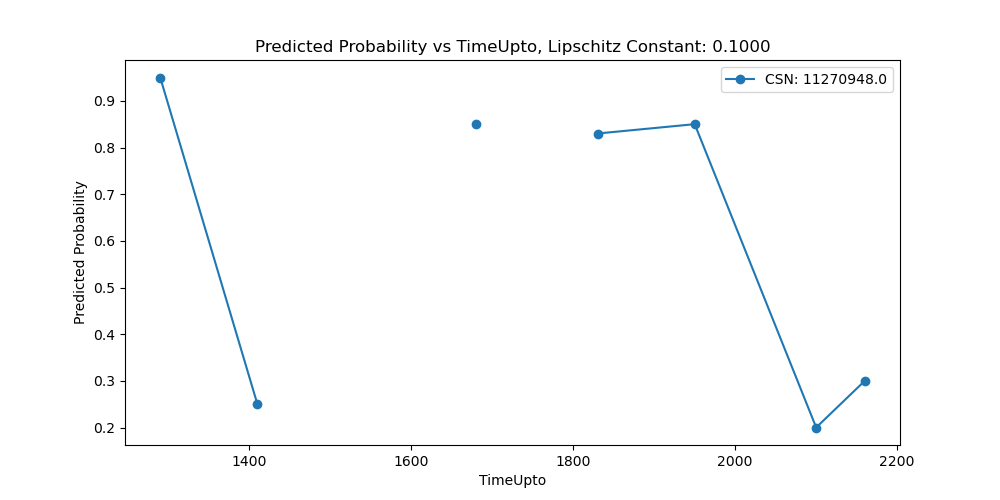 Predicted Probability vs TimeUpto, Lipschitz Constant: 0.1000
CSN: 11270948.0
Predicted Probability
0.9
0.8
0.7
0.6
0.5
0.4
0.3
0.2
1400 1600 1800 2000 2200
TimeUpto